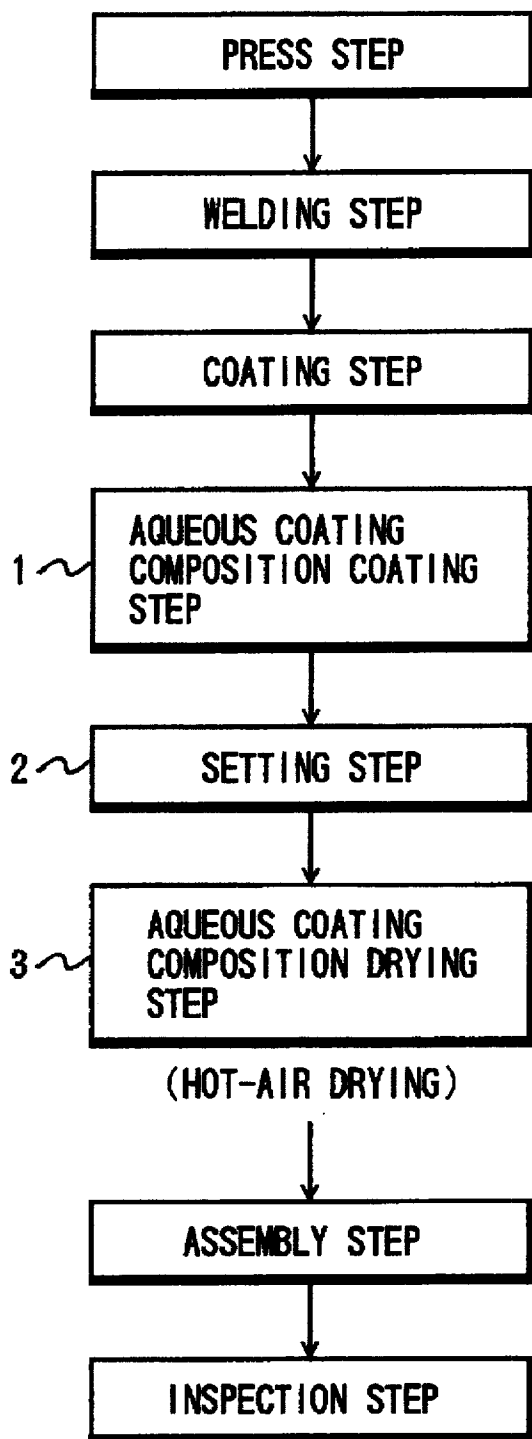 PRESS STEP
WELDING STEP
COATING STEP
1
AQUEOUS COATING
COMPOSITION COATING
STEP
2
SETTING STEP
3
AQUEOUS COATING
COMPOSITION DRYING
STEP
(HOT-AIR DRYING)
ASSEMBLY STEP
INSPECTION STEP